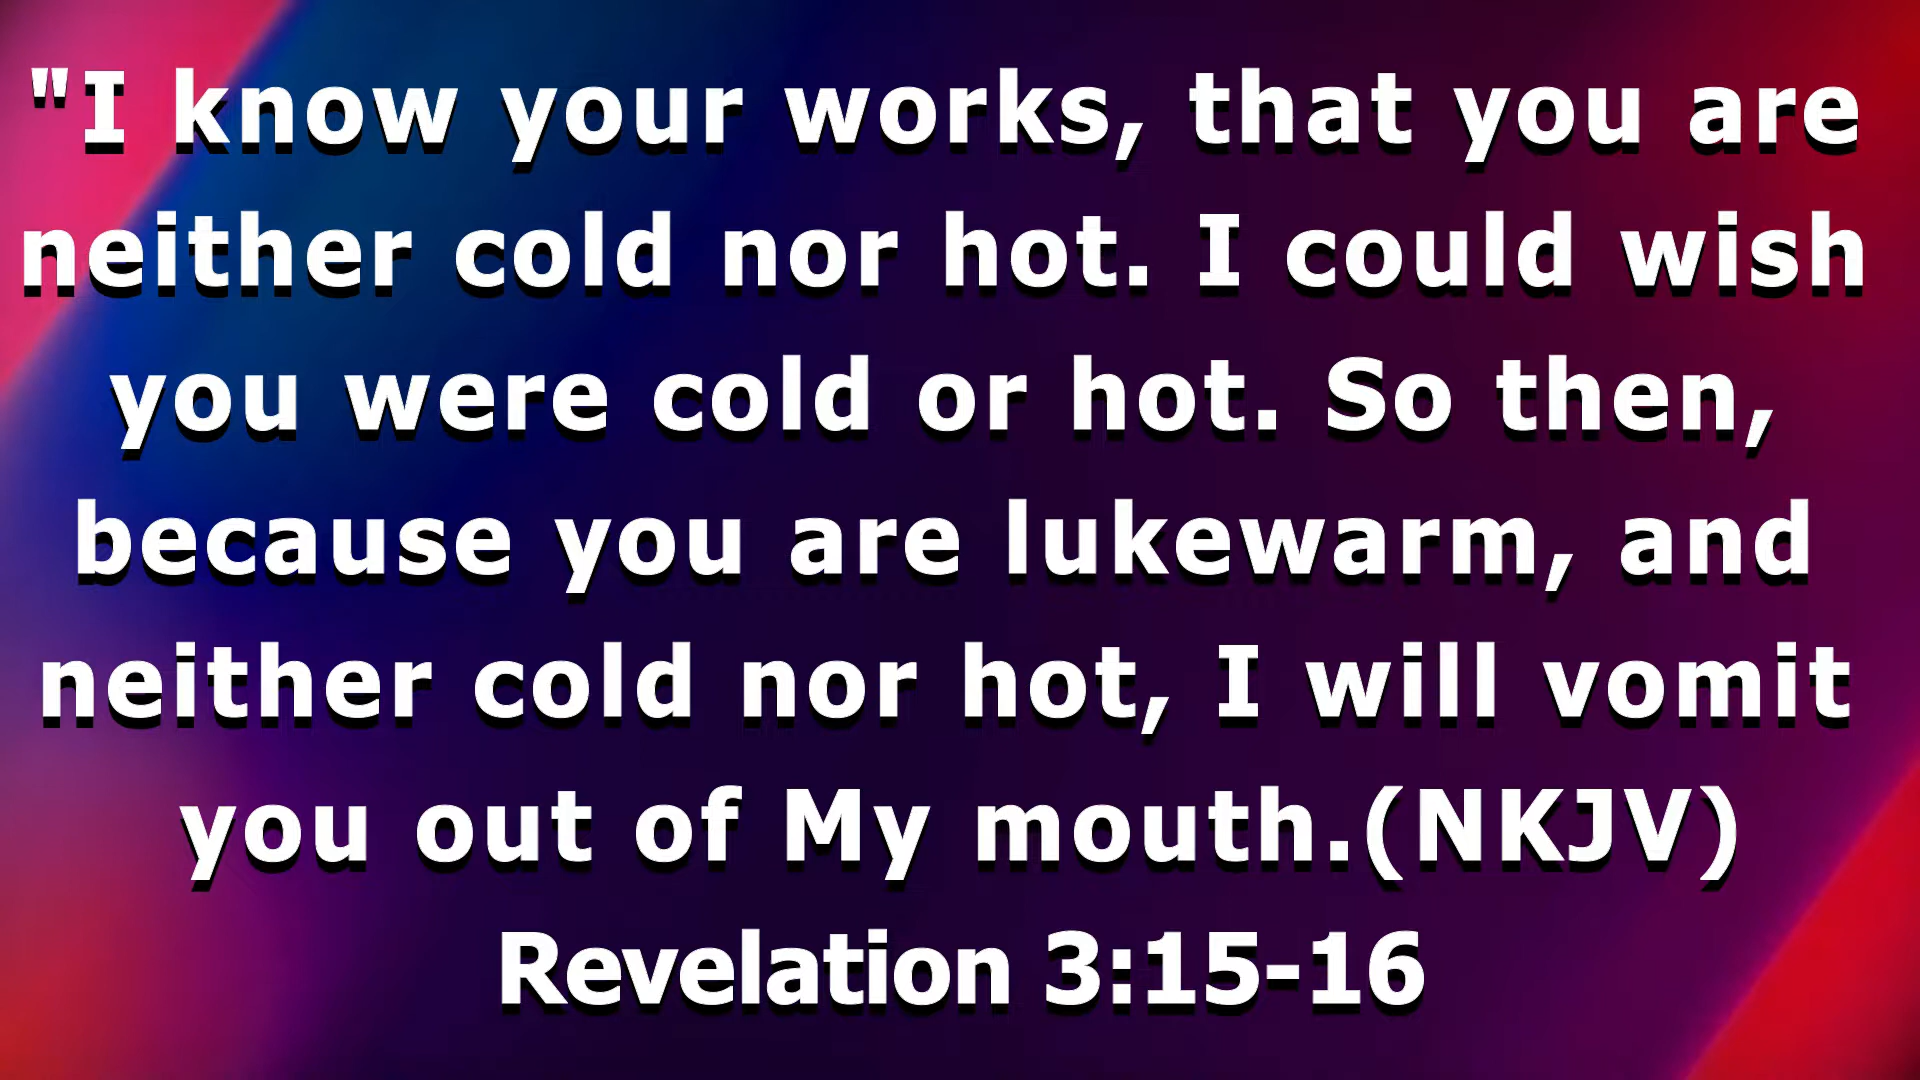 "I know your works, that you are
neither cold nor hot. I could wish
you were cold or hot. So then,
because you are lukewarm, and
neither cold nor hot, I will vomit
you out of My mouth.(NKJV)
Revelation 3:15-16